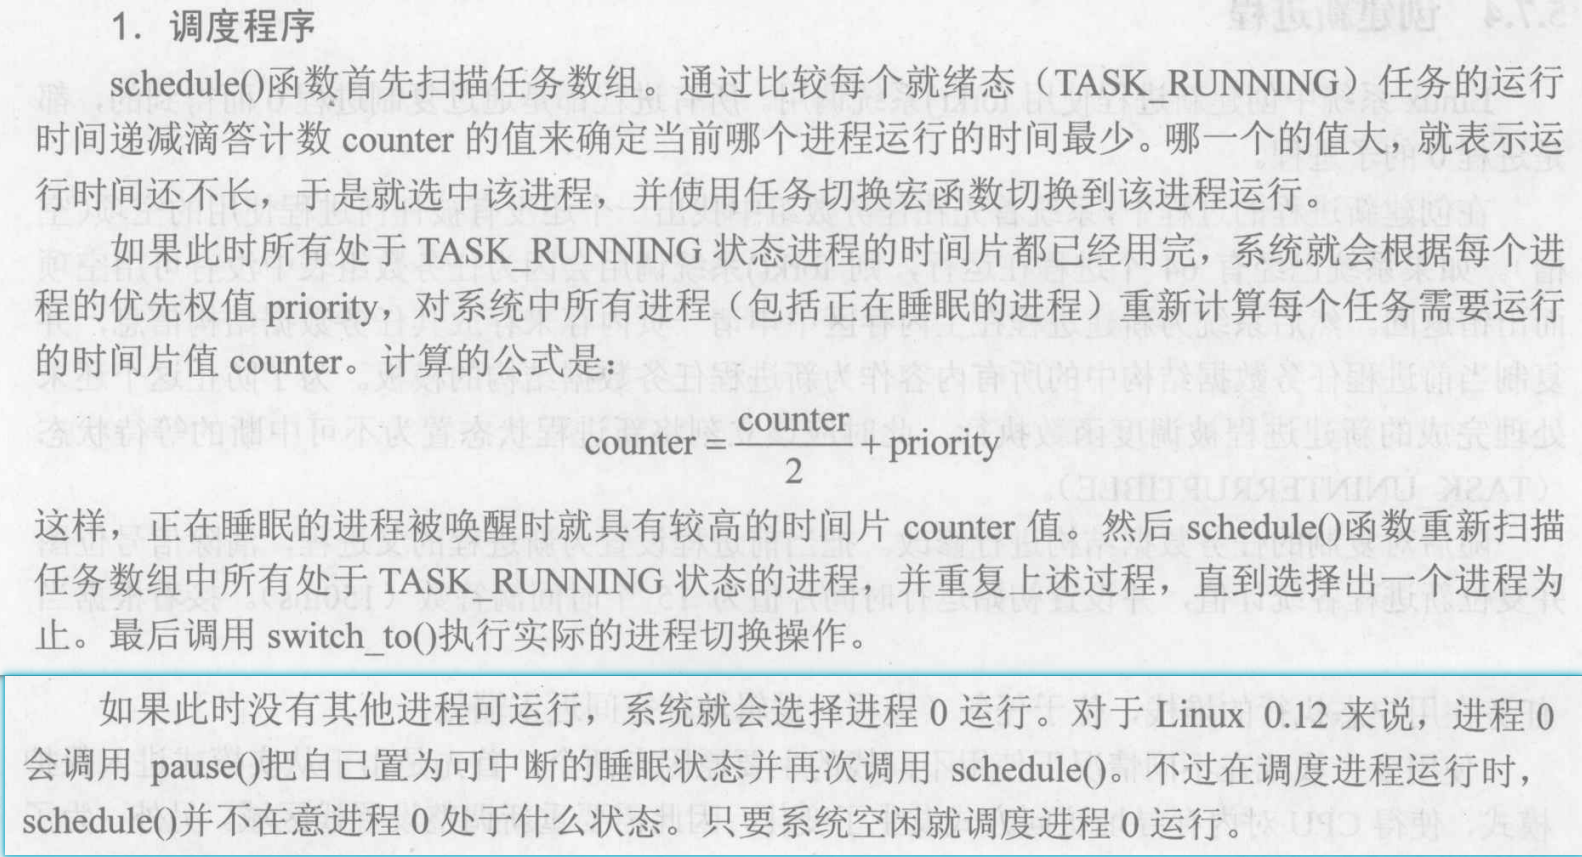 1. 调度程序
schedule()函数首先扫描任务数组。通过比较每个就绪态（TASK_RUNNING）任务的运行
时间递减滴答计数 counter 的值来确定当前哪个进程运行的时间最少。哪一个的值大，就表示运
行时间还不长，于是就选中该进程，并使用任务切换宏函数切换到该进程运行。
如果此时所有处于 TASK_RUNNING 状态进程的时间片都已经用完，系统就会根据每个进
程的优先权值 priority，对系统中所有进程（包括正在睡眠的进程）重新计算每个任务需要运行
的时间片值 counter。计算的公式是：
counter = counter/2 + priority
这样，正在睡眠的进程被唤醒时就具有较高的时间片 counter 值。然后 schedule()函数重新扫描
任务数组中所有处于 TASK_RUNNING 状态的进程，并重复上述过程，直到选择出一个进程为
止。最后调用 switch_to()执行实际的进程切换操作。
如果此时没有其他进程可运行，系统就会选择进程 0 运行。对于 Linux 0.12 来说，进程 0
会调用 pause()把自己置为可中断的睡眠状态并再次调用 schedule()。不过在调度进程运行时，
schedule()并不在意进程 0 处于什么状态。只要系统空闲就调度进程 0 运行。